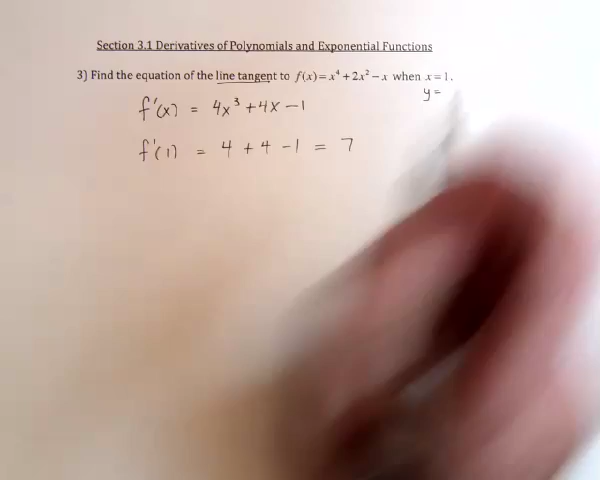 Section 3.1 Derivatives of Polynomials and Exponential Functions
3) Find the equation of the line tangent to f(x)=x⁴+2x²−x when x=1.
y=
f'(x) = 4x³+4x−1
f'(1) = 4+4−1 = 7